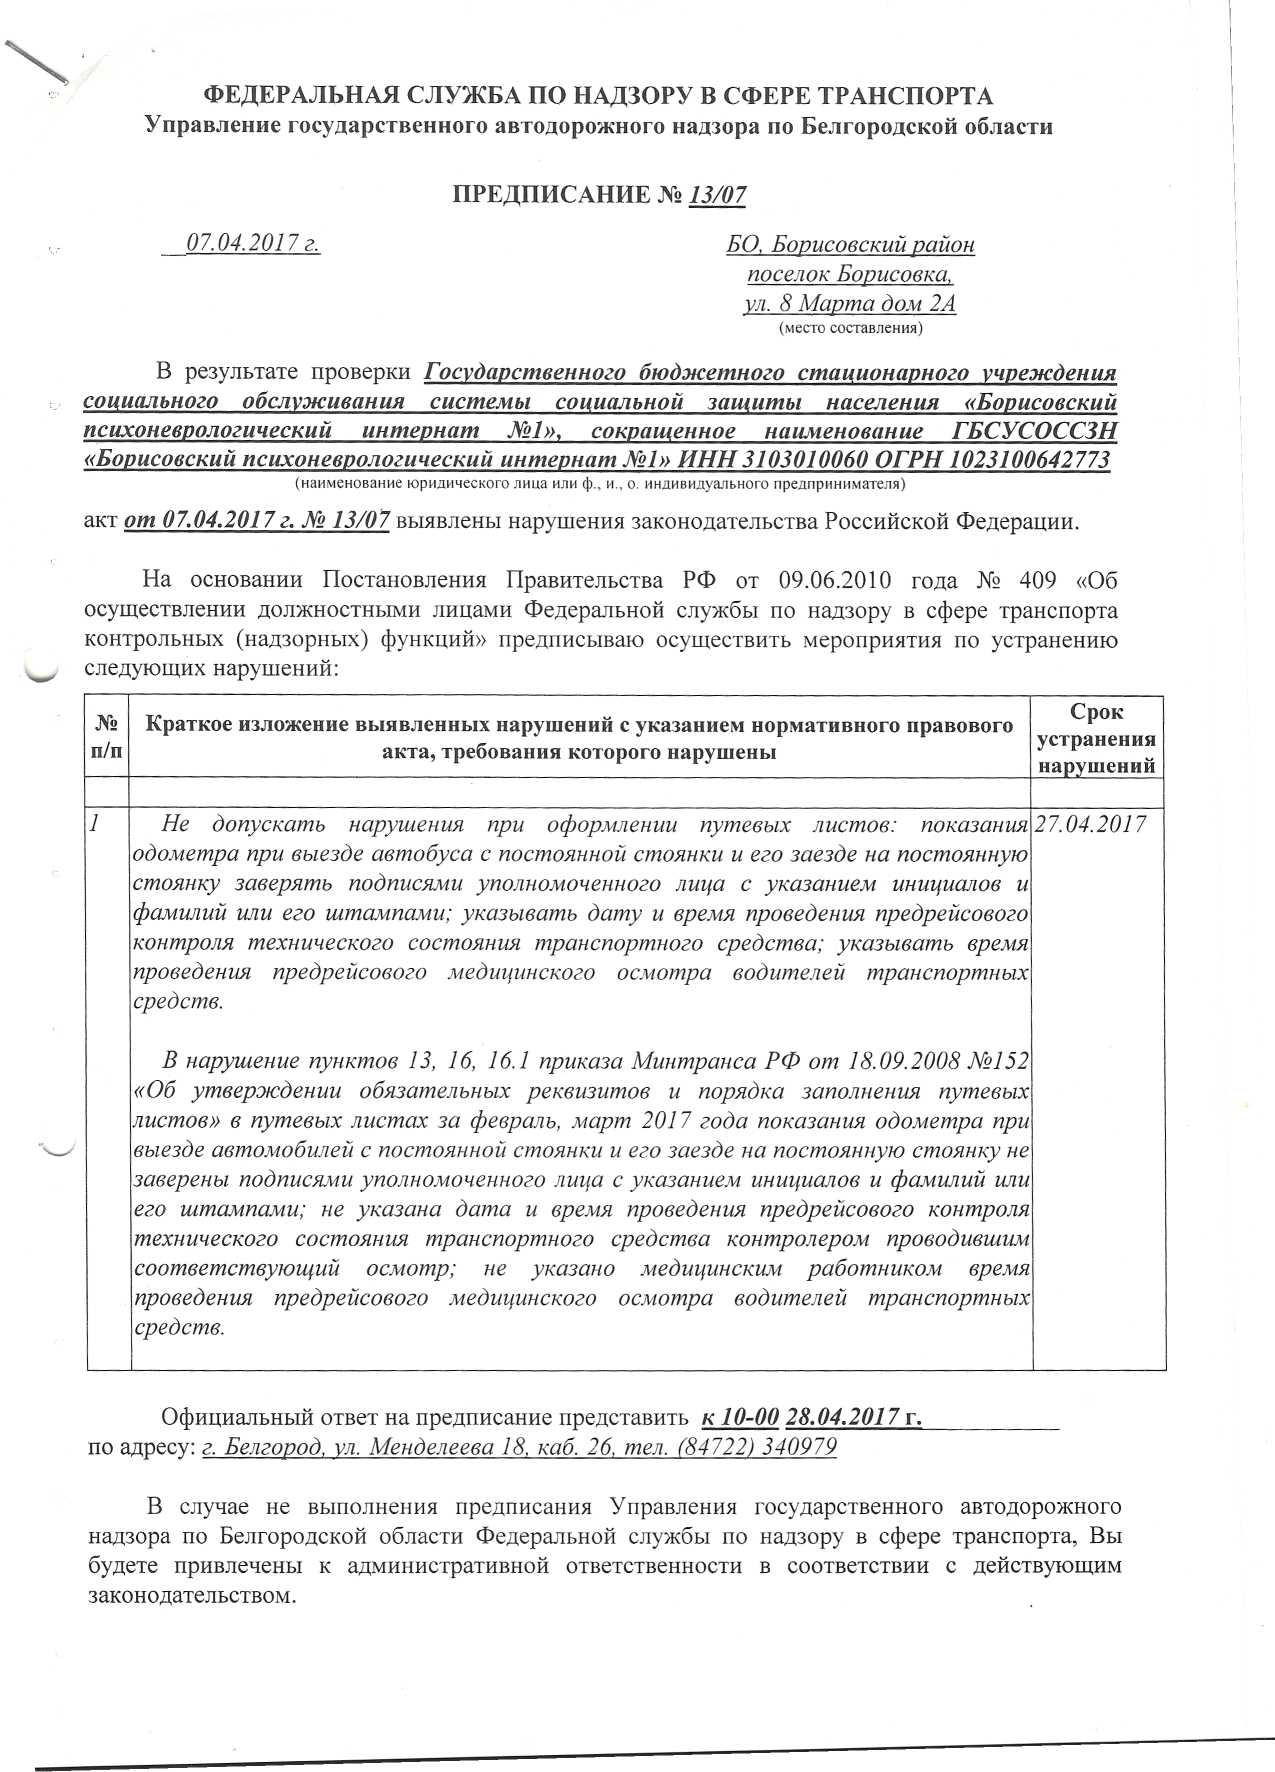 ФЕДЕРАЛЬНАЯ СЛУЖБА ПО НАДЗОРУ В СФЕРЕ ТРАНСПОРТА
Управление государственного автодорожного надзора по Белгородской области
ПРЕДПИСАНИЕ № 13/07
07.04.2017 г.
БО, Борисовский район
поселок Борисовка,
ул. 8 Марта дом 2А
(место составления)
В результате проверки Государственного бюджетного стационарного учреждения
социального обслуживания системы социальной защиты населения «Борисовский
психоневрологический интернат №1», сокращенное наименование ГБСУСОССЗН
«Борисовский психоневрологический интернат №1» ИНН 3103010060 ОГРН 1023100642773
(наименование юридического лица или ф., и., о. индивидуального предпринимателя)
акт от 07.04.2017 г. № 13/07 выявлены нарушения законодательства Российской Федерации.
На основании Постановления Правительства РФ от 09.06.2010 года № 409 «Об
осуществлении должностными лицами Федеральной службы по надзору в сфере транспорта
контрольных (надзорных) функций» предписываю осуществить мероприятия по устранению
следующих нарушений:
№
п/п
Краткое изложение выявленных нарушений с указанием нормативного правового
акта, требования которого нарушены
Срок
устранения
нарушений
1
Не допускать нарушения при оформлении путевых листов: показания
одометра при выезде автобуса с постоянной стоянки и его заезде на постоянную
стоянку заверять подписями уполномоченного лица с указанием инициалов и
фамилий или его штампами; указывать дату и время проведения предрейсового
контроля технического состояния транспортного средства; указывать время
проведения предрейсового медицинского осмотра водителей транспортных
средств.
27.04.2017
В нарушение пунктов 13, 16, 16.1 приказа Минтранса РФ от 18.09.2008 №152
«Об утверждении обязательных реквизитов и порядка заполнения путевых
листов» в путевых листах за февраль, март 2017 года показания одометра при
выезде автомобилей с постоянной стоянки и его заезде на постоянную стоянку не
заверены подписями уполномоченного лица с указанием инициалов и фамилий или
его штампами; не указана дата и время проведения предрейсового контроля
технического состояния транспортного средства контролером проводившим
соответствующий осмотр; не указано медицинским работником время
проведения предрейсового медицинского осмотра водителей транспортных
средств.
Официальный ответ на предписание представить к 10-00 28.04.2017 г.
по адресу: г. Белгород, ул. Менделеева 18, каб. 26, тел. (84722) 340979
В случае не выполнения предписания Управления государственного автодорожного
надзора по Белгородской области Федеральной службы по надзору в сфере транспорта, Вы
будете привлечены к административной ответственности в соответствии с действующим
законодательством.